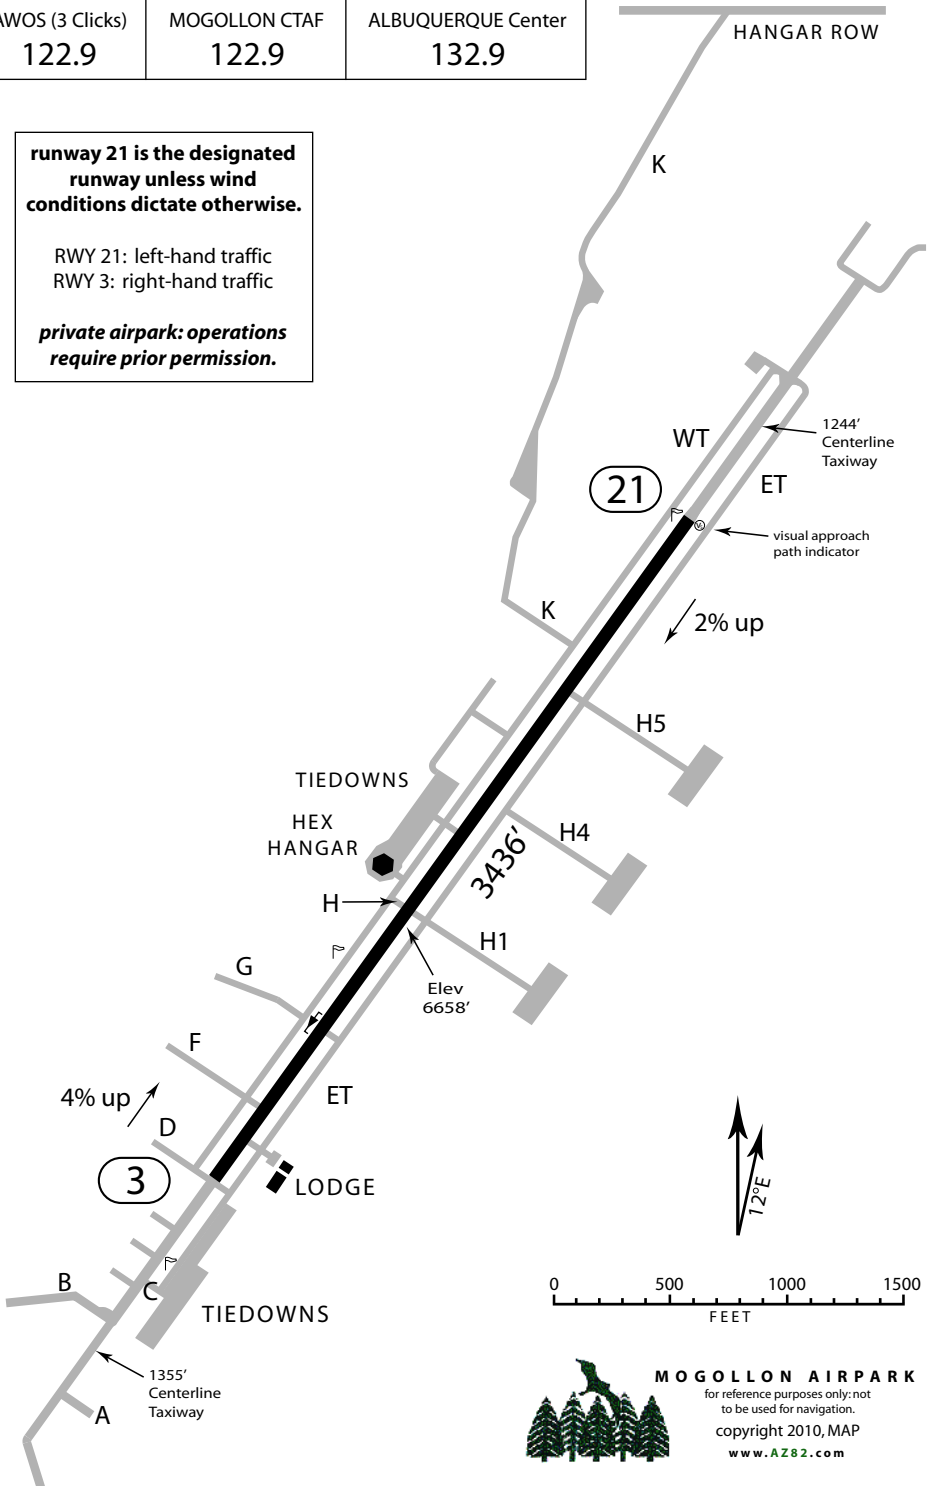 AWOS (3 Clicks)
122.9
MOGOLLON CTAF
122.9
ALBUQUERQUE Center
132.9
HANGAR ROW
runway 21 is the designated
runway unless wind
conditions dictate otherwise.
RWY 21: left-hand traffic
RWY 3: right-hand traffic
private airpark: operations
require prior permission.
K
WT
1244'
Centerline
Taxiway
21
ET
visual approach
path indicator
K
2% up
H5
TIEDOWNS
HEX
HANGAR
H4
3436'
H
H1
G
Elev
6658'
F
4% up
ET
D
3
LODGE
12°E
B
C
TIEDOWNS
0 500 1000 1500
FEET
1355'
Centerline
Taxiway
A
MOGOLLON AIRPARK
for reference purposes only: not
to be used for navigation.
copyright 2010, MAP
www.AZ82.com